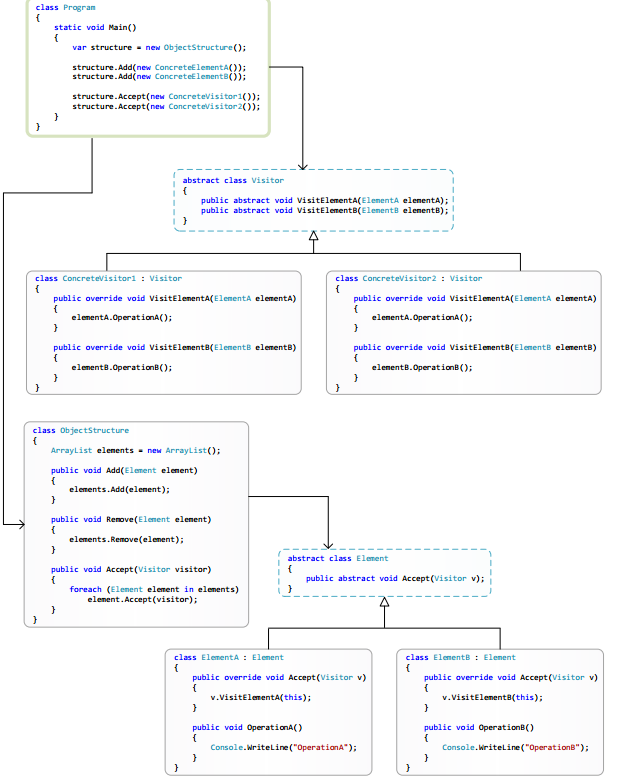 class Program
{
static void Main()
{
var structure = new ObjectStructure();
structure.Add(new ConcreteElementA());
structure.Add(new ConcreteElementB());
structure.Accept(new ConcreteVisitor1());
structure.Accept(new ConcreteVisitor2());
}
}
abstract class Visitor
{
public abstract void VisitElementA(ElementA elementA);
public abstract void VisitElementB(ElementB elementB);
}
class ConcreteVisitor1 : Visitor
{
public override void VisitElementA(ElementA elementA)
{
elementA.OperationA();
}
public override void VisitElementB(ElementB elementB)
{
elementB.OperationB();
}
}
class ConcreteVisitor2 : Visitor
{
public override void VisitElementA(ElementA elementA)
{
elementA.OperationA();
}
public override void VisitElementB(ElementB elementB)
{
elementB.OperationB();
}
}
class ObjectStructure
{
ArrayList elements = new ArrayList();
public void Add(Element element)
{
elements.Add(element);
}
public void Remove(Element element)
{
elements.Remove(element);
}
public void Accept(Visitor visitor)
{
foreach (Element element in elements)
element.Accept(visitor);
}
}
abstract class Element
{
public abstract void Accept(Visitor v);
}
class ElementA : Element
{
public override void Accept(Visitor v)
{
v.VisitElementA(this);
}
public void OperationA()
{
Console.WriteLine("OperationA");
}
}
class ElementB : Element
{
public override void Accept(Visitor v)
{
v.VisitElementB(this);
}
public void OperationB()
{
Console.WriteLine("OperationB");
}
}